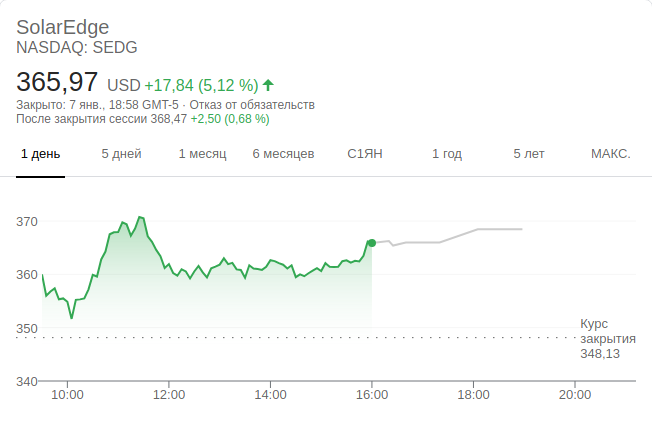 SolarEdge
NASDAQ: SEDG
365,97 USD +17,84 (5,12 %)
Закрыто: 7 янв., 18:58 GMT-5 · Отказ от обязательств
После закрытия сессии 368,47 +2,50 (0,68 %)
1 день 5 дней 1 месяц 6 месяцев С1ЯН 1 год 5 лет МАКС.
370
360
350
Курс
закрытия
348,13
340
10:00 12:00 14:00 16:00 18:00 20:00